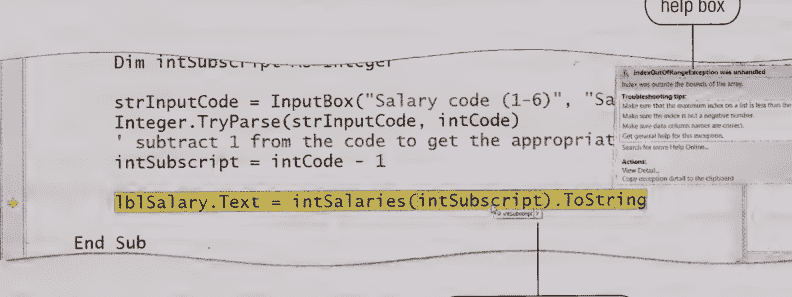 help box
Dim intSubscript As Integer
strInputCode = InputBox("Salary code (1-6)", "Sa
Integer.TryParse(strInputCode, intCode)
' subtract 1 from the code to get the appropriat
intSubscript = intCode - 1
lblSalary.Text = intSalaries(intSubscript).ToString
intSubscript
End Sub
IndexOutOfRangeException was unhandled
Index was outside the bounds of the array.
Troubleshooting tips:
Make sure that the maximum index on a list is less than the
Make sure the index is not a negative number.
Make sure data column names are correct.
Get general help for this exception.
Search for more Help Online...
Actions:
View Detail...
Copy exception detail to the clipboard